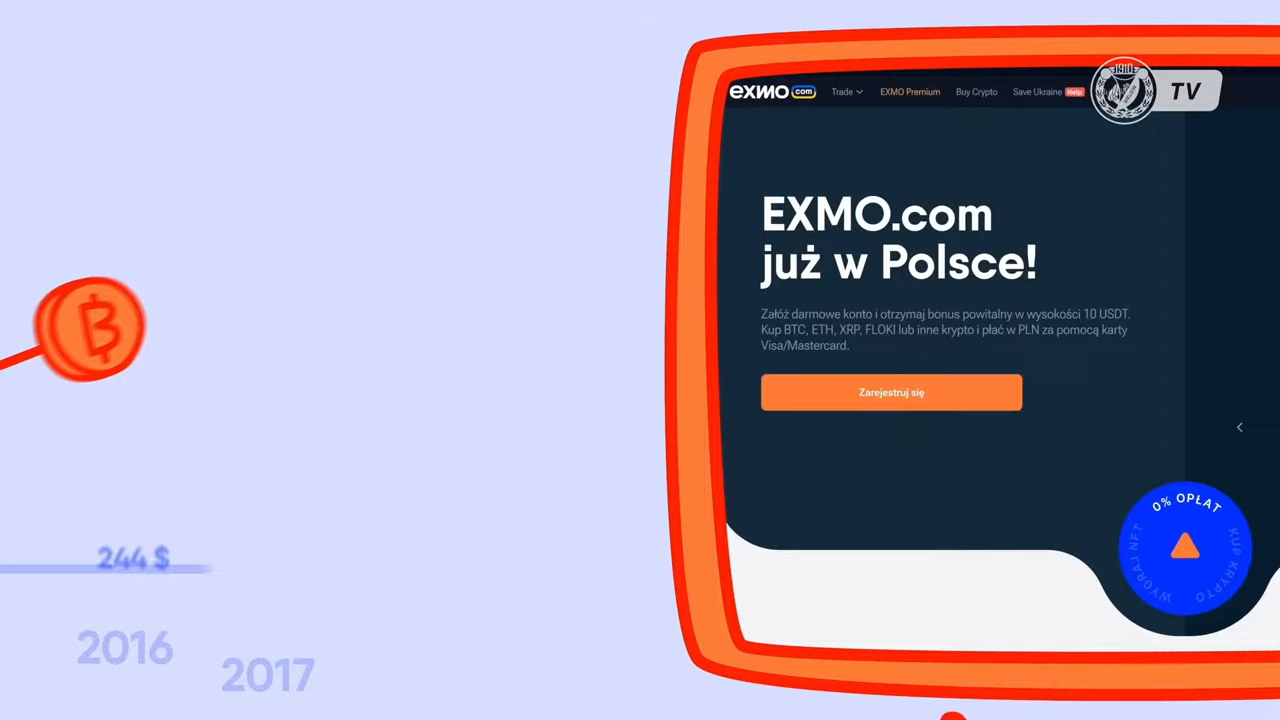 exmo com
Trade
EXMO Premium
Buy Crypto
Save Ukraine Help
1910
TV
EXMO.com
już w Polsce!
Załóż darmowe konto i otrzymaj bonus powitalny w wysokości 10 USDT.
Kup BTC, ETH, XRP, FLOKI lub inne krypto i płać w PLN za pomocą karty
Visa/Mastercard.
Zarejestruj się
0% OPŁAT
KUP KRYPTO
WYGRAJ NFT
244 $
2016
2017